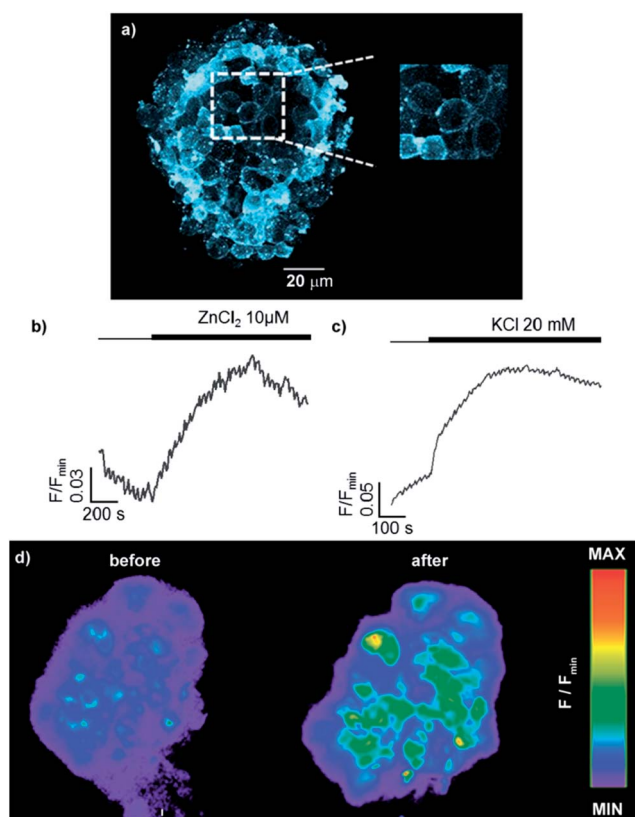 a)
20 μm
b)
ZnCl₂ 10μM
F/Fmin
0.03
200 s
c)
KCl 20 mM
F/Fmin
0.05
100 s
d)
before
after
MAX
F / Fmin
MIN